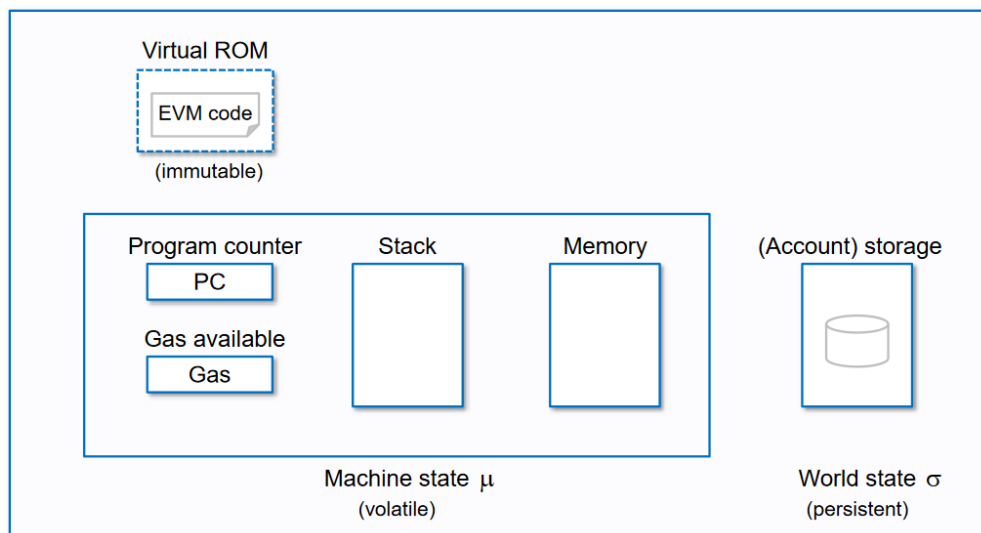 Virtual ROM
EVM code
(immutable)
Program counter
PC
Gas available
Gas
Stack
Memory
(Account) storage
Machine state μ
(volatile)
World state σ
(persistent)